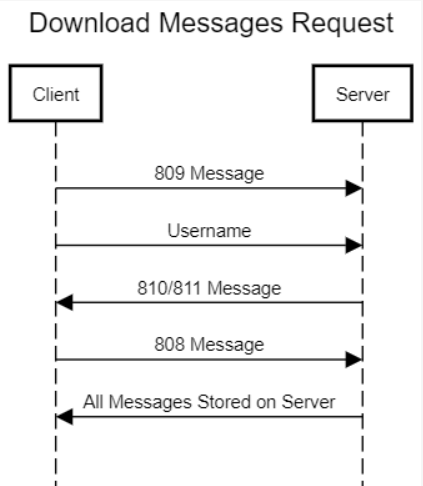 Download Messages Request
Client
Server
809 Message
Username
810/811 Message
808 Message
All Messages Stored on Server